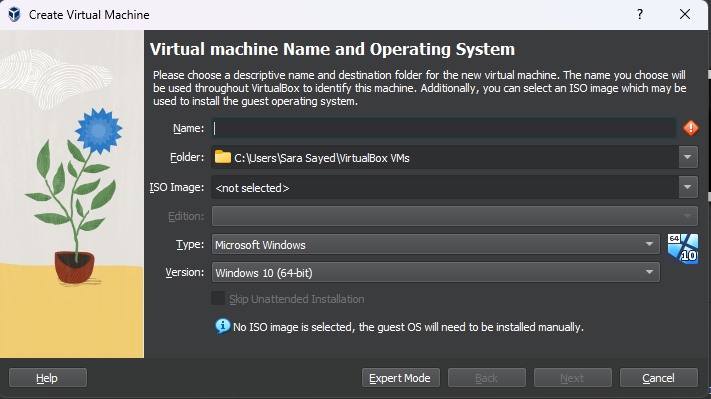 Create Virtual Machine
?
Virtual machine Name and Operating System
Please choose a descriptive name and destination folder for the new virtual machine. The name you choose will
be used throughout VirtualBox to identify this machine. Additionally, you can select an ISO image which may be
used to install the guest operating system.
Name:
Folder: C:\Users\Sara Sayed\VirtualBox VMs
ISO Image: <not selected>
Edition:
Type: Microsoft Windows
64
10
Version: Windows 10 (64-bit)
Skip Unattended Installation
No ISO image is selected, the guest OS will need to be installed manually.
Help Expert Mode Back Next Cancel